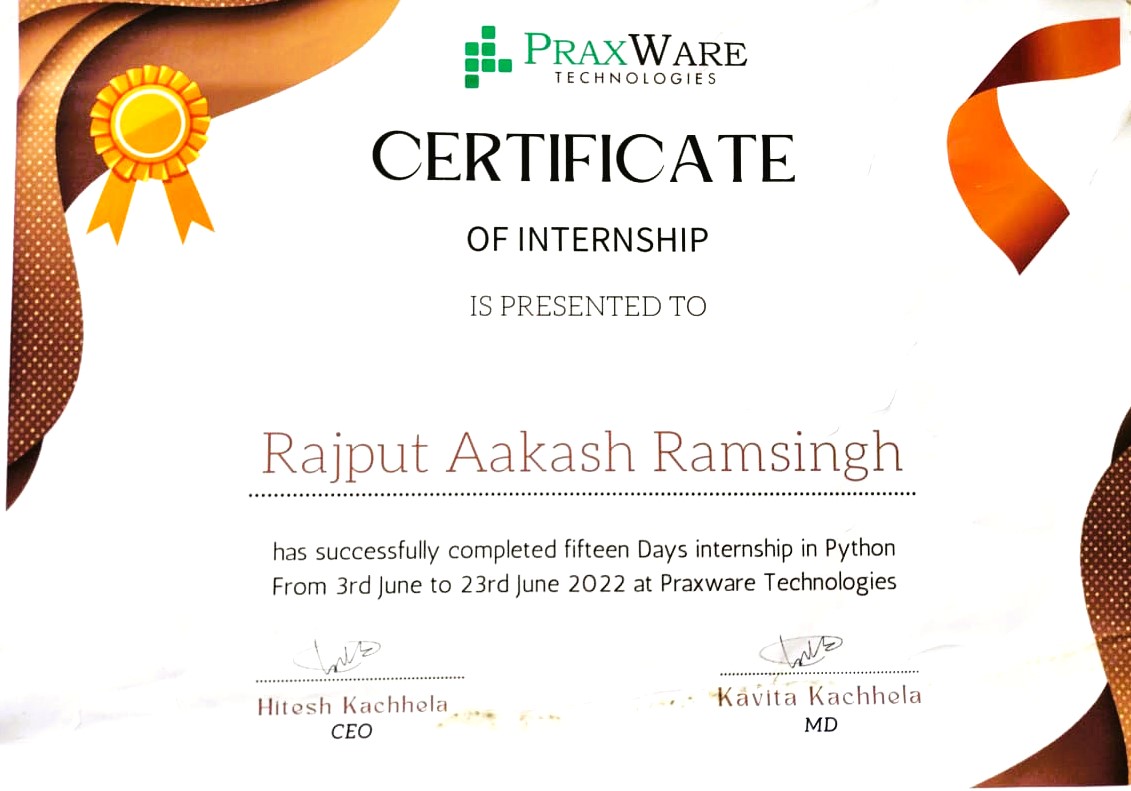 PRAXWARE
TECHNOLOGIES
CERTIFICATE
OF INTERNSHIP
IS PRESENTED TO
Rajput Aakash Ramsingh
has successfully completed fifteen Days internship in Python
From 3rd June to 23rd June 2022 at Praxware Technologies
Hitesh Kachhela
CEO
Kavita Kachhela
MD